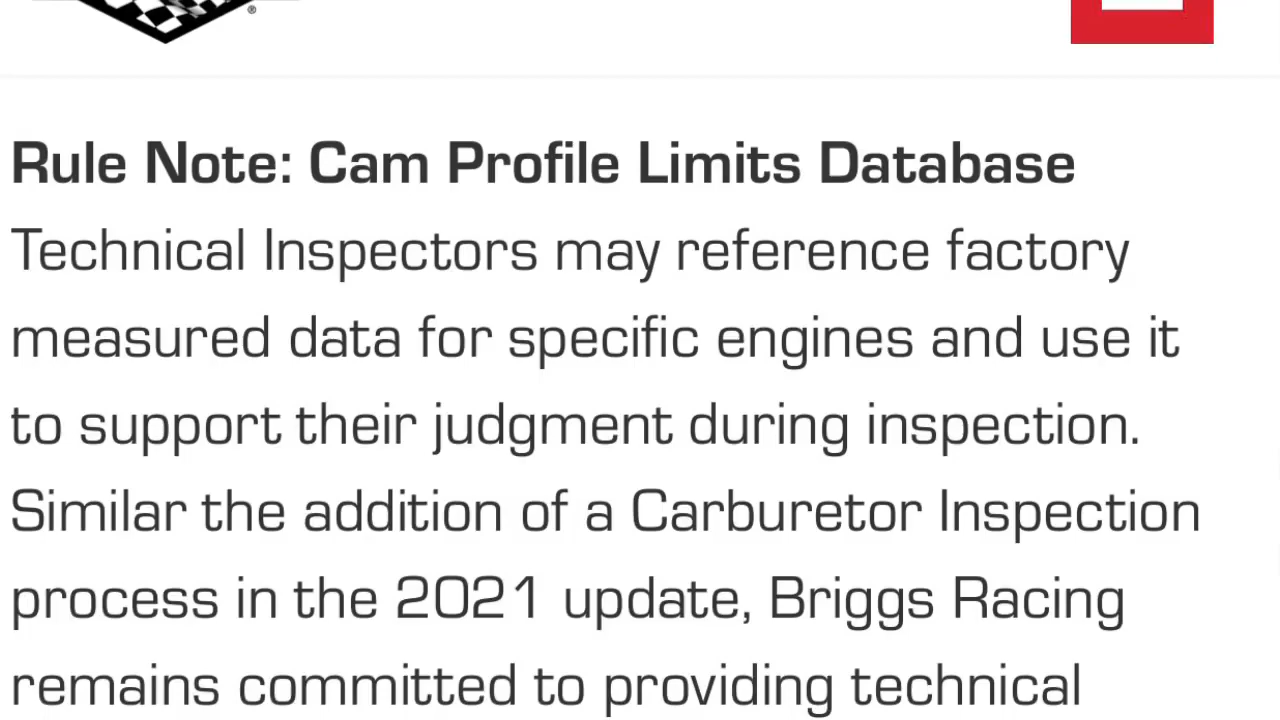 ®
Rule Note: Cam Profile Limits Database
Technical Inspectors may reference factory
measured data for specific engines and use it
to support their judgment during inspection.
Similar the addition of a Carburetor Inspection
process in the 2021 update, Briggs Racing
remains committed to providing technical